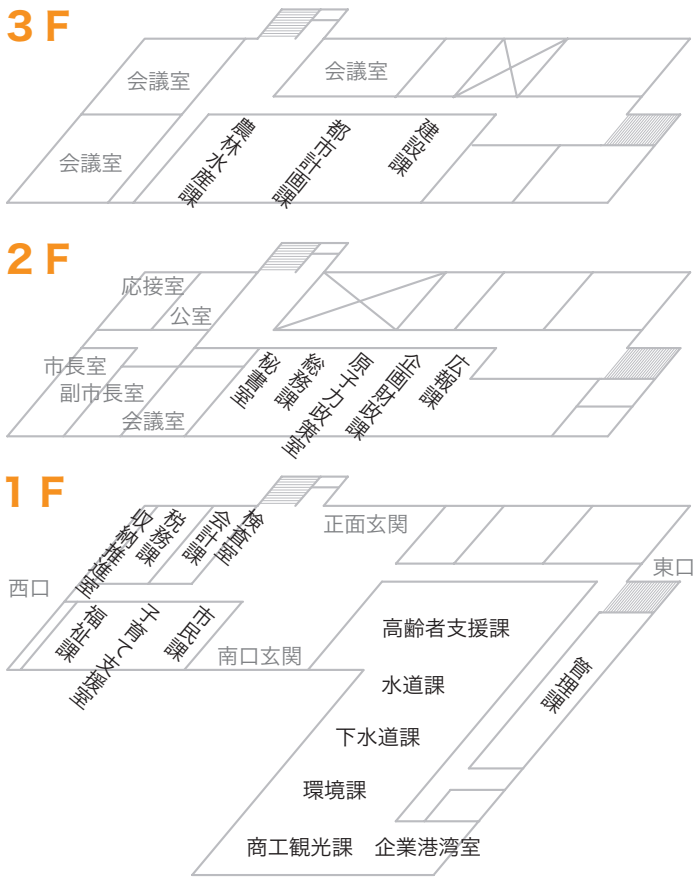 3F
会議室
会議室
会議室
農林水産課
都市計画課
建設課
2F
応接室
公室
市長室
副市長室
会議室
秘書室
総務課
原子力政策室
企画財政課
広報課
1F
収納推進室
税務課
会計課
検査室
正面玄関
西口
東口
福祉課
子育て支援室
市民課
南口玄関
高齢者支援課
水道課
下水道課
環境課
商工観光課 企業港湾室
管理課